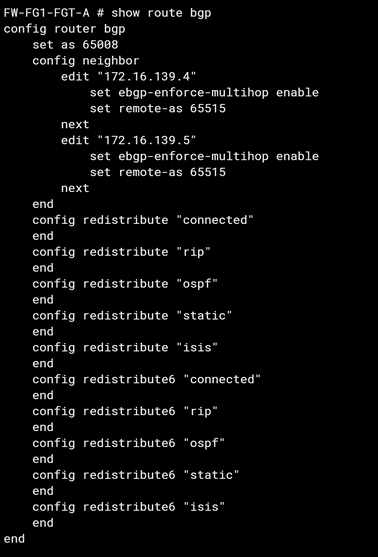 FW-FG1-FGT-A # show route bgp
config router bgp
    set as 65008
    config neighbor
        edit "172.16.139.4"
            set ebgp-enforce-multihop enable
            set remote-as 65515
        next
        edit "172.16.139.5"
            set ebgp-enforce-multihop enable
            set remote-as 65515
        next
    end
    config redistribute "connected"
    end
    config redistribute "rip"
    end
    config redistribute "ospf"
    end
    config redistribute "static"
    end
    config redistribute "isis"
    end
    config redistribute6 "connected"
    end
    config redistribute6 "rip"
    end
    config redistribute6 "ospf"
    end
    config redistribute6 "static"
    end
    config redistribute6 "isis"
    end
end